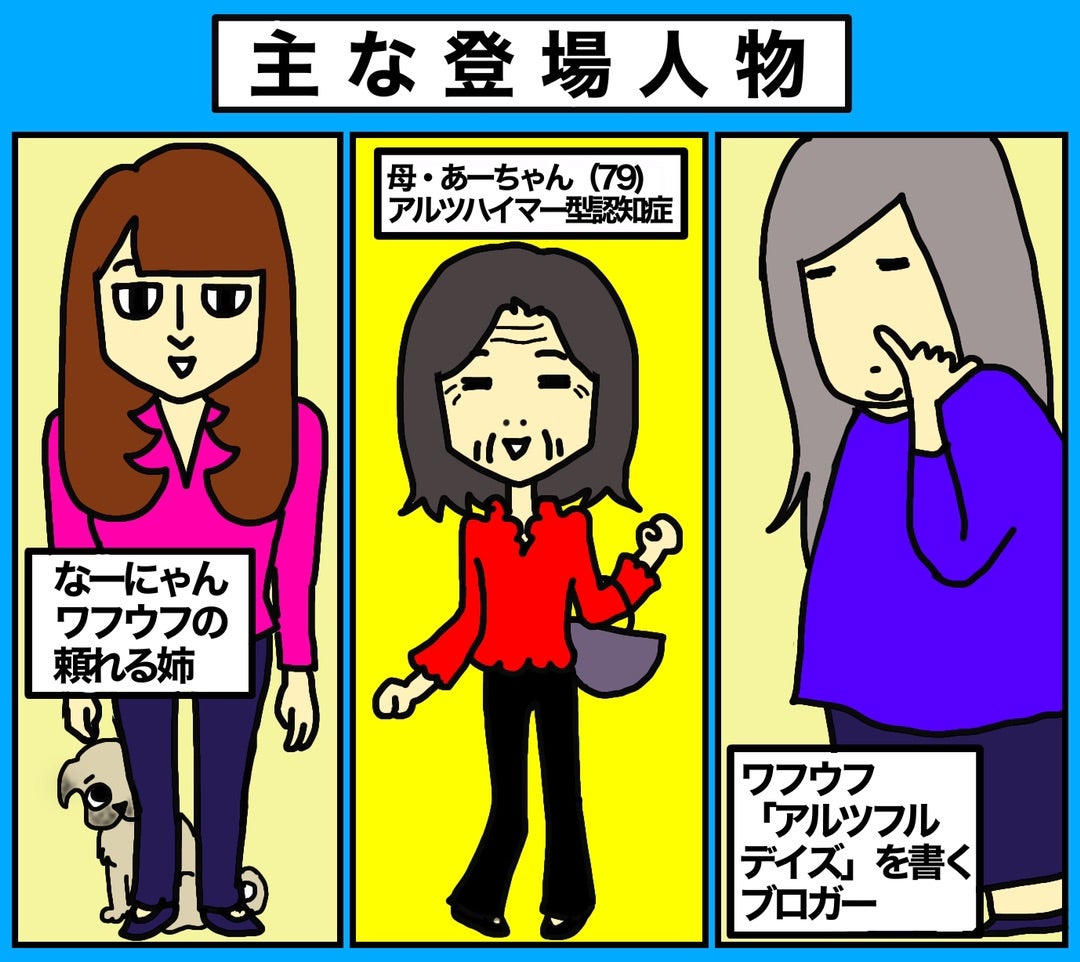 主な登場人物
母・あーちゃん（79）
アルツハイマー型認知症
なーにゃん
ワフウフの
頼れる姉
ワフウフ
「アルツフル
デイズ」を書く
ブロガー